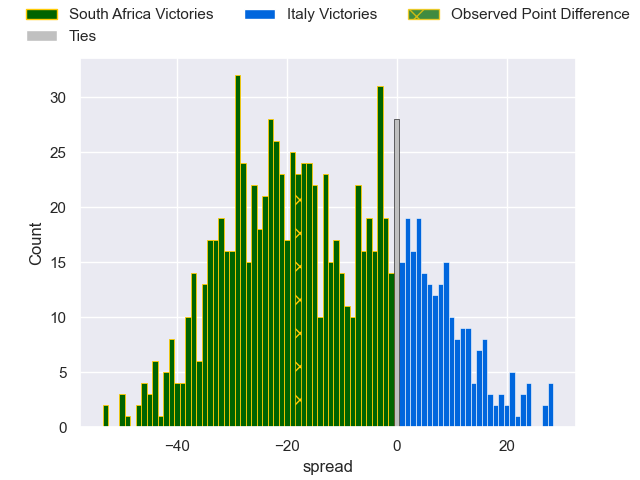 South Africa Victories
Italy Victories
Observed Point Difference
Ties
30
25
20
15
10
5
0
Count
−40
−20
0
20
spread